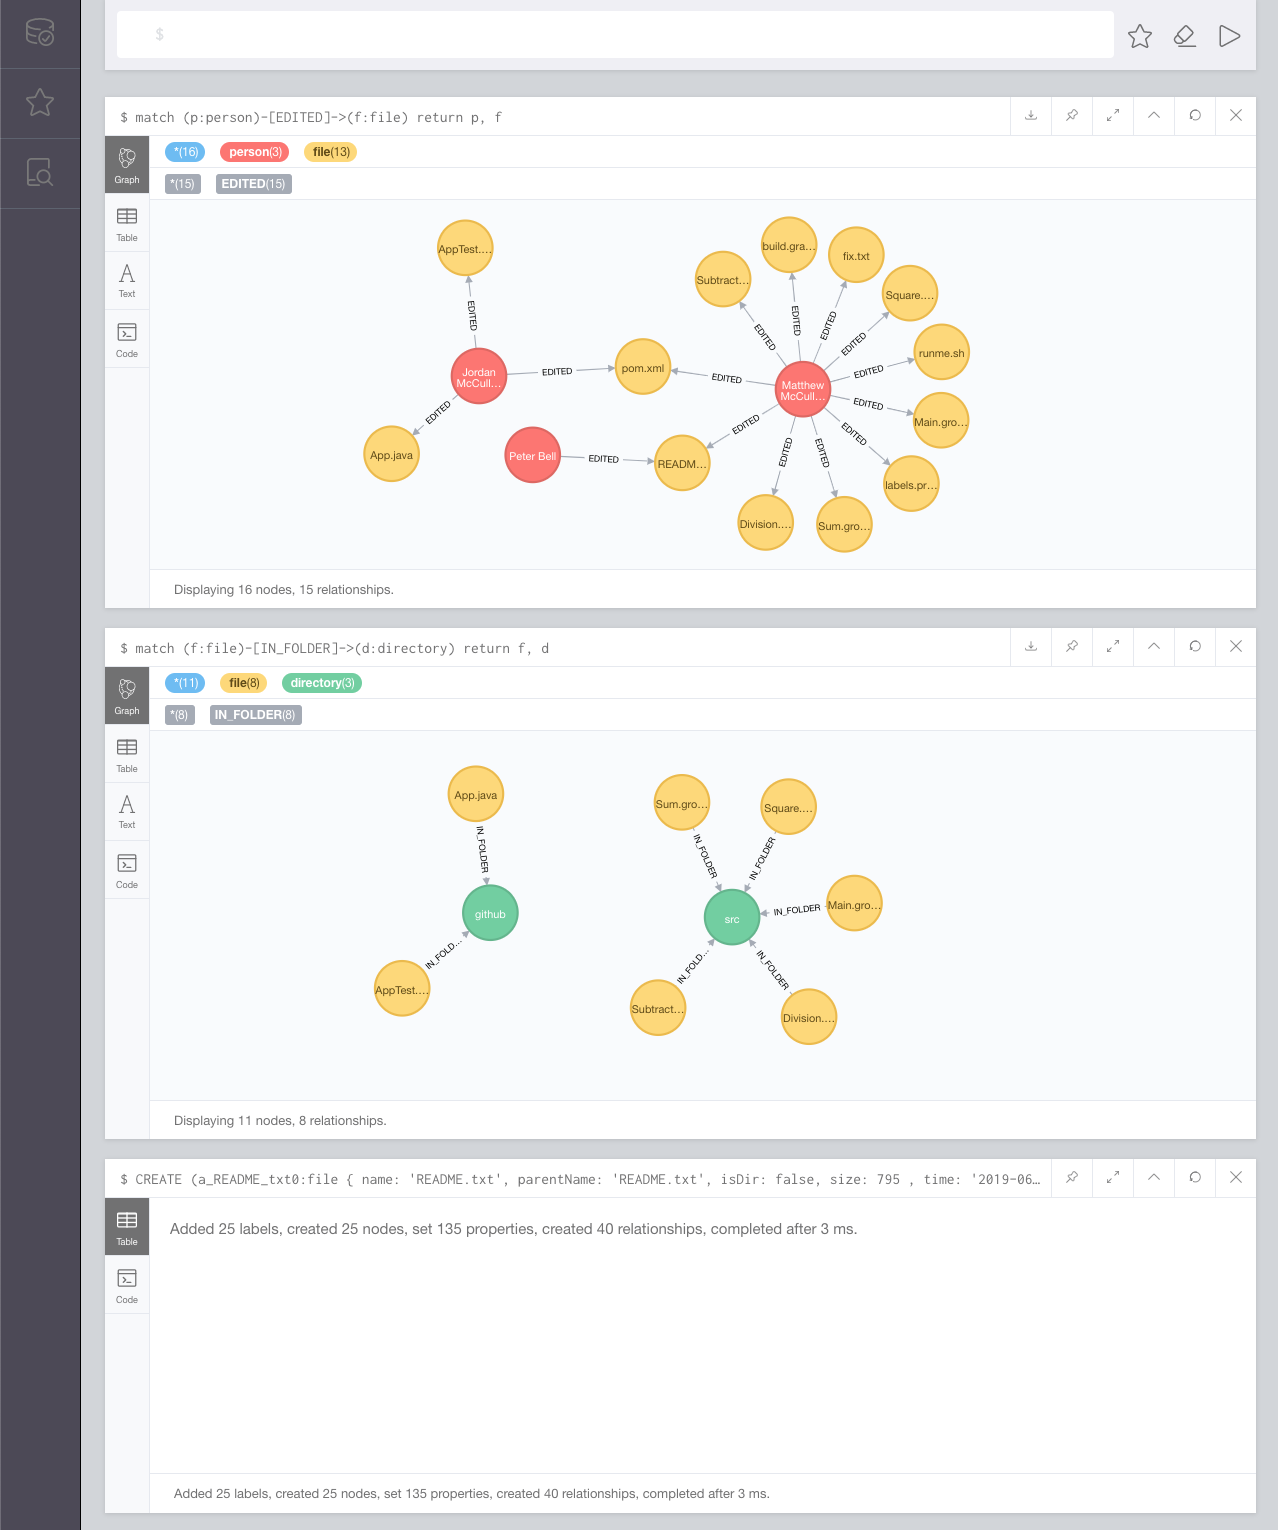 $
$ match (p:person)-[EDITED]->(f:file) return p, f
*(16) person(3) file(13)
*(15) EDITED(15)
Graph
Table
Text
Code
AppTest.…
build.gra…
fix.txt
Subtract…
Square.…
EDITED
EDITED
EDITED
EDITED
EDITED
runme.sh
Jordan
McCull…
EDITED
pom.xml
EDITED
Matthew
McCull…
EDITED
EDITED
EDITED
Main.gro…
App.java
Peter Bell
EDITED
READM…
EDITED
EDITED
EDITED
EDITED
labels.pr…
Division.…
Sum.gro…
Displaying 16 nodes, 15 relationships.
$ match (f:file)-[IN_FOLDER]->(d:directory) return f, d
*(11) file(8) directory(3)
*(8) IN_FOLDER(8)
Graph
Table
Text
Code
App.java
Sum.gro…
Square.…
IN_FOLDER
IN_FOLDER
IN_FOLDER
github
src
IN_FOLDER
Main.gro…
IN_FOLD…
IN_FOLD…
IN_FOLDER
AppTest.…
Subtract…
Division.…
Displaying 11 nodes, 8 relationships.
$ CREATE (a_README_txt0:file { name: 'README.txt', parentName: 'README.txt', isDir: false, size: 795 , time: '2019-06…
Table
Code
Added 25 labels, created 25 nodes, set 135 properties, created 40 relationships, completed after 3 ms.
Added 25 labels, created 25 nodes, set 135 properties, created 40 relationships, completed after 3 ms.